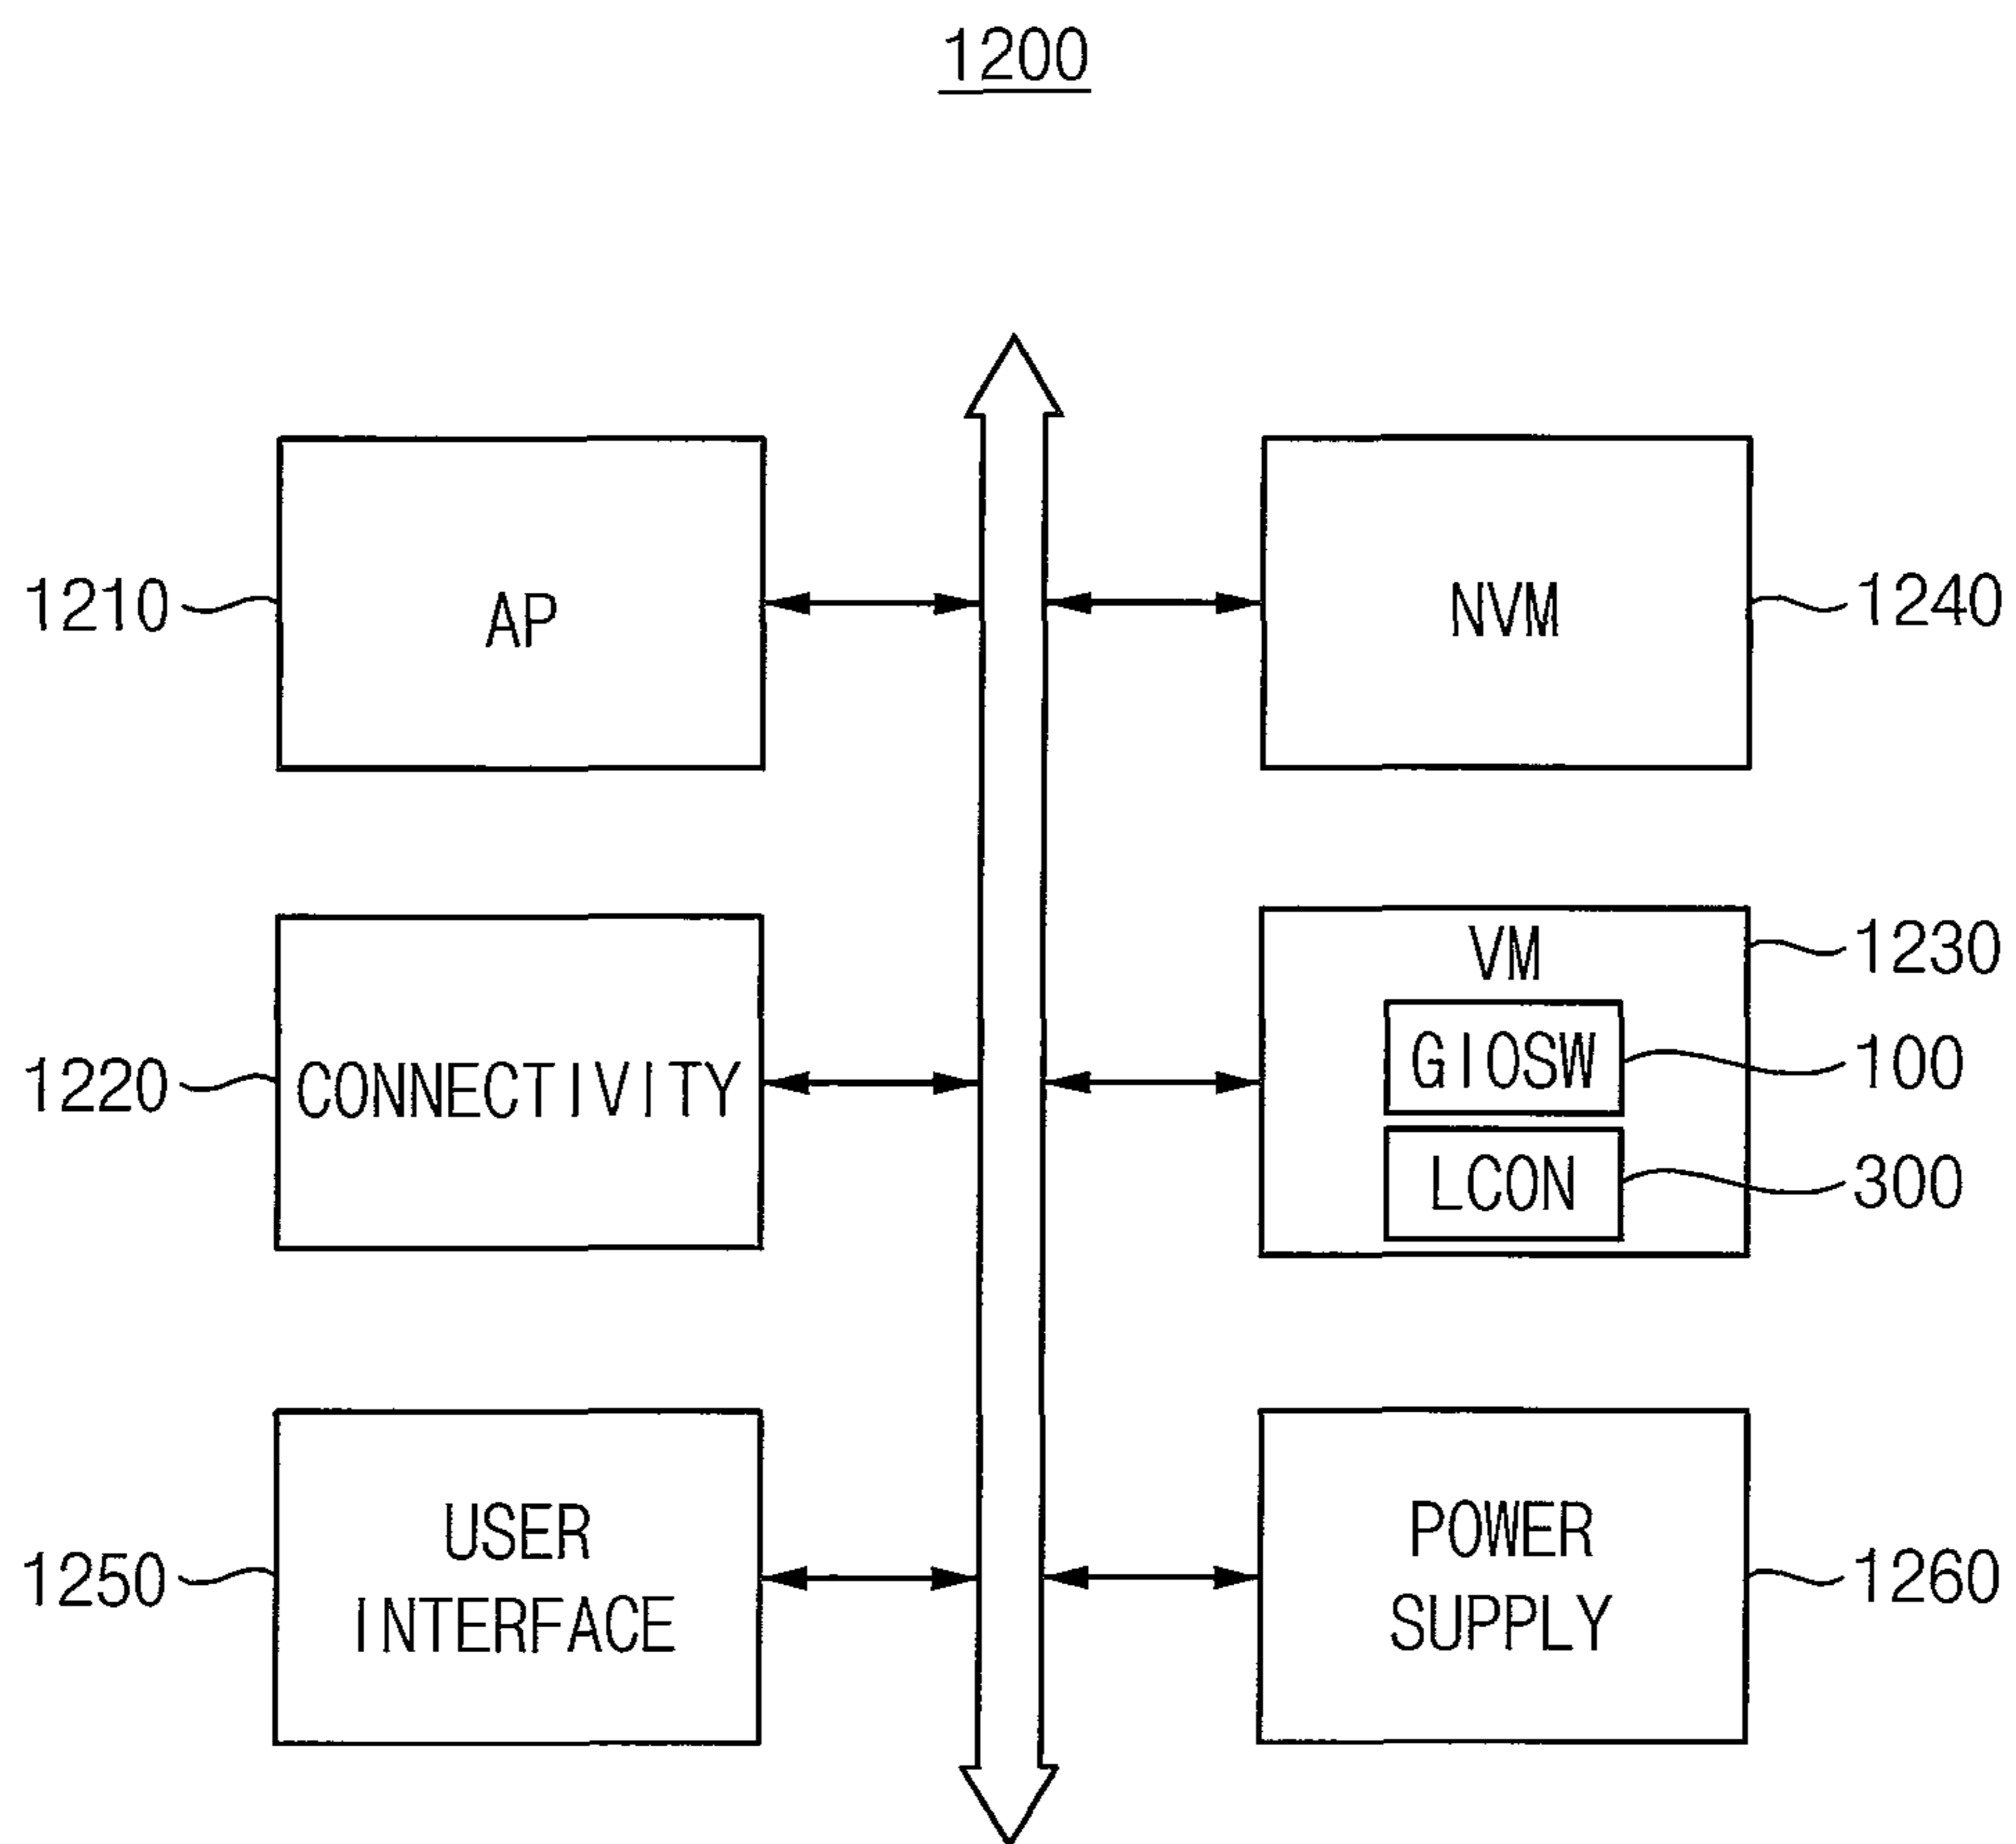 1200
1210
AP
NVM
1240
1220
CONNECTIVITY
VM
1230
GIOSW
100
LCON
300
1250
USER
INTERFACE
POWER
SUPPLY
1260